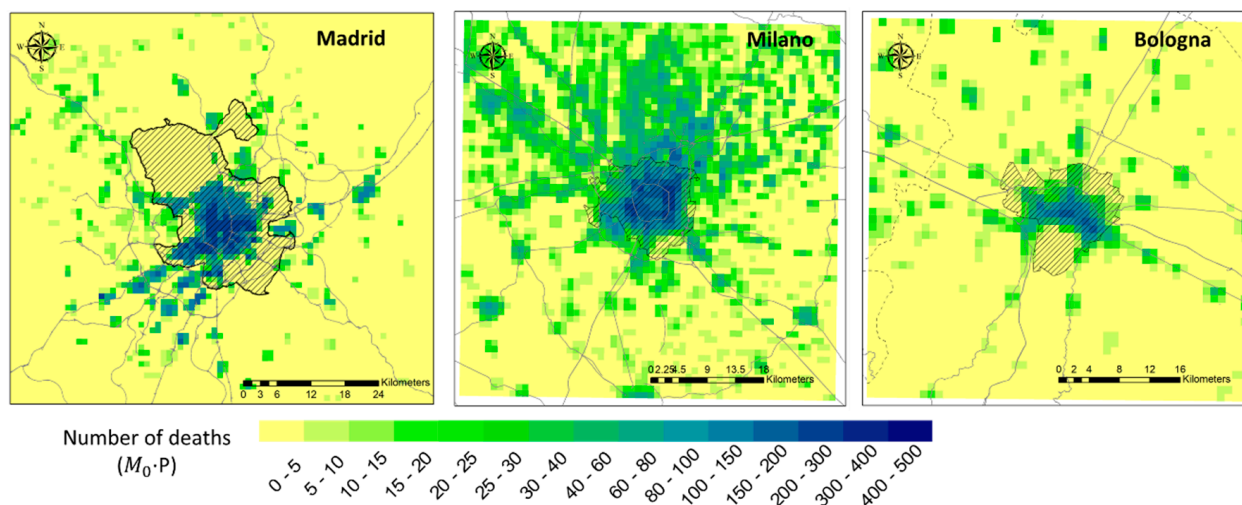 Madrid
N
W E
S
0 3 6 12 18 24
Kilometers
Milano
N
W E
S
0 2.25 4.5 9 13.5 18
Kilometers
Bologna
N
W E
S
0 2 4 8 12 16
Kilometers
Number of deaths
(M₀·P)
0 - 5
5 - 10
10 - 15
15 - 20
20 - 25
25 - 30
30 - 40
40 - 60
60 - 80
80 - 100
100 - 150
150 - 200
200 - 300
300 - 400
400 - 500